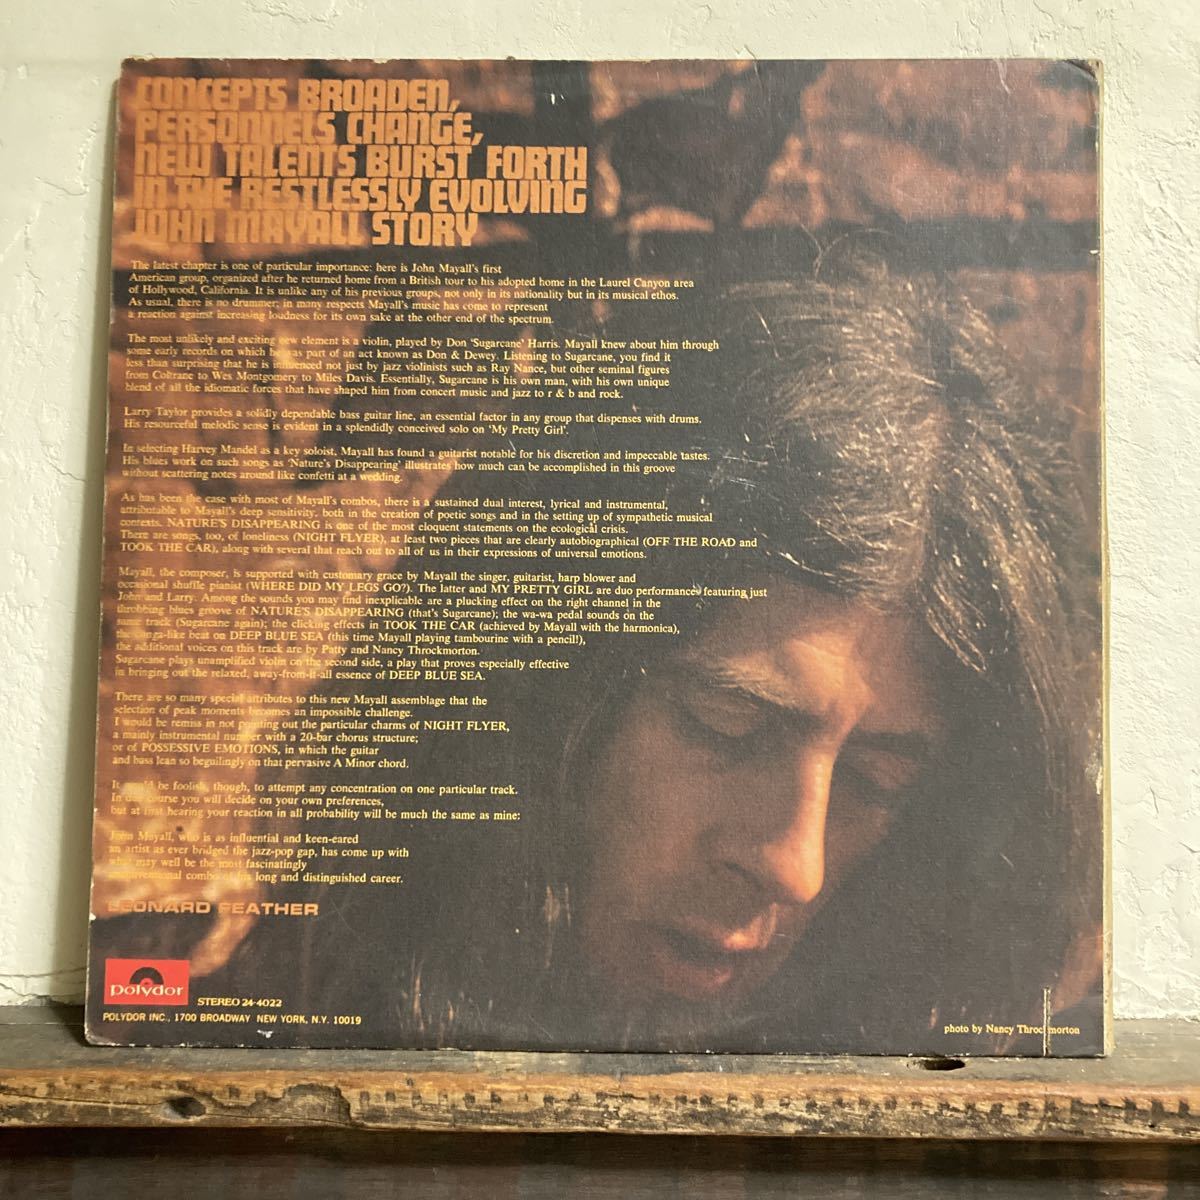 CONCEPTS BROADEN,
PERSONNELS CHANGE,
NEW TALENTS BURST FORTH
IN THE RESTLESSLY EVOLVING
JOHN MAYALL STORY
The latest chapter is one of particular importance: here is John Mayall's first
American group, organized after he returned home from a British tour to his adopted home in the Laurel Canyon area
of Hollywood, California. It is unlike any of his previous groups, not only in its nationality but in its musical ethos.
As usual, there is no drummer; in many respects Mayall's music has come to represent
a reaction against increasing loudness for its own sake at the other end of the spectrum.
The most unlikely and exciting new element is a violin, played by Don 'Sugarcane' Harris. Mayall knew about him through
some early records on which he was part of an act known as Don & Dewey. Listening to Sugarcane, you find it
less than surprising that he is influenced not just by jazz violinists such as Ray Nance, but other seminal figures
from Coltrane to Wes Montgomery to Miles Davis. Essentially, Sugarcane is his own man, with his own unique
blend of all the idiomatic forces that have shaped him from concert music and jazz to r & b and rock.
Larry Taylor provides a solidly dependable bass guitar line, an essential factor in any group that dispenses with drums.
His resourceful melodic sense is evident in a splendidly conceived solo on 'My Pretty Girl'.
In selecting Harvey Mandel as a key soloist, Mayall has found a guitarist notable for his discretion and impeccable tastes.
His blues work on such songs as 'Nature's Disappearing' illustrates how much can be accomplished in this groove
without scattering notes around like confetti at a wedding.
As has been the case with most of Mayall's combos, there is a sustained dual interest, lyrical and instrumental,
attributable to Mayall's deep sensitivity, both in the creation of poetic songs and in the setting up of sympathetic musical
contexts. NATURE'S DISAPPEARING is one of the most eloquent statements on the ecological crisis.
There are songs, too, of loneliness (NIGHT FLYER), at least two pieces that are clearly autobiographical (OFF THE ROAD and
TOOK THE CAR), along with several that reach out to all of us in their expressions of universal emotions.
Mayall, the composer, is supported with customary grace by Mayall the singer, guitarist, harp blower and
occasional shuffle pianist (WHERE DID MY LEGS GO?). The latter and MY PRETTY GIRL are duo performances featuring just
John and Larry. Among the sounds you may find inexplicable are a plucking effect on the right channel in the
throbbing blues groove of NATURE'S DISAPPEARING (that's Sugarcane); the wa-wa pedal sounds on the
same track (Sugarcane again); the clicking effects in TOOK THE CAR (achieved by Mayall with the harmonica),
the conga-like beat on DEEP BLUE SEA (this time Mayall playing tambourine with a pencil!),
the additional voices on this track are by Patty and Nancy Throckmorton.
Sugarcane plays unamplified violin on the second side, a play that proves especially effective
in bringing out the relaxed, away-from-it-all essence of DEEP BLUE SEA.
There are so many special attributes to this new Mayall assemblage that the
selection of peak moments becomes an impossible challenge.
I would be remiss in not pointing out the particular charms of NIGHT FLYER,
a mainly instrumental number with a 20-bar chorus structure;
or of POSSESSIVE EMOTIONS, in which the guitar
and bass lean so beguilingly on that pervasive A Minor chord.
It would be foolish, though, to attempt any concentration on one particular track.
In due course you will decide on your own preferences,
but at first hearing your reaction in all probability will be much the same as mine:
John Mayall, who is as influential and keen-eared
an artist as ever bridged the jazz-pop gap, has come up with
what may well be the most fascinatingly
unconventional combo of his long and distinguished career.
LEONARD FEATHER
polydor
STEREO 24-4022
POLYDOR INC., 1700 BROADWAY NEW YORK, N.Y. 10019
photo by Nancy Throckmorton